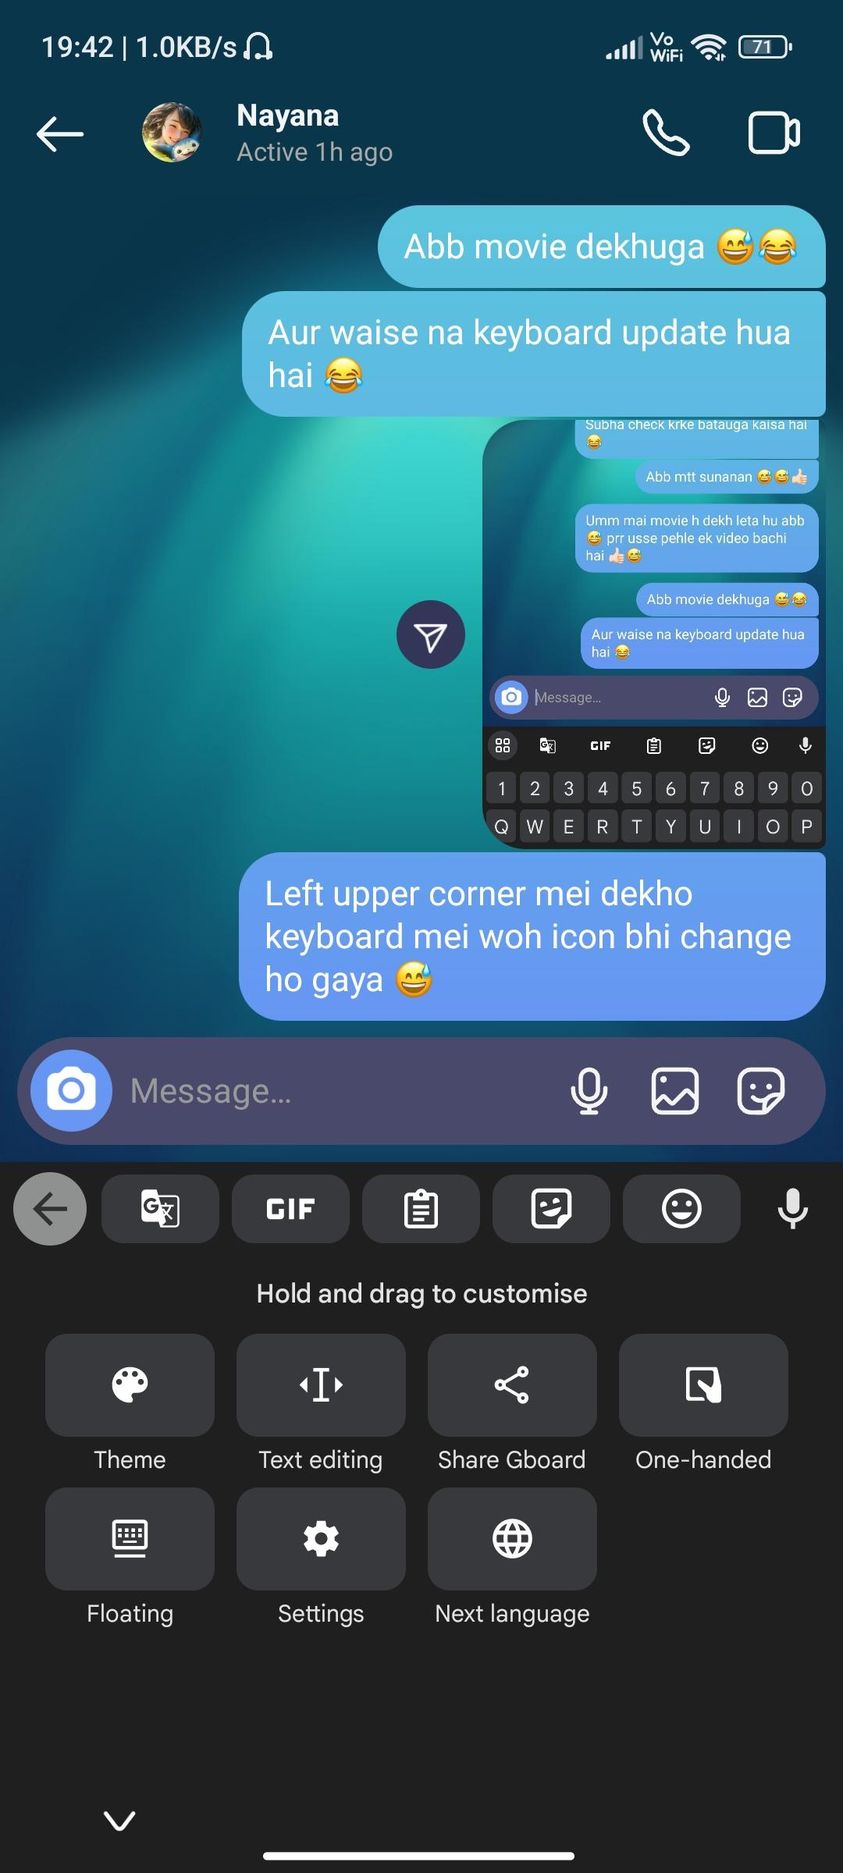 19:42 | 1.0KB/s
Vo
WiFi
71
Nayana
Active 1h ago
Abb movie dekhuga 😅😂
Aur waise na keyboard update hua
hai 😂
Subha check krke batauga kaisa hai
😂
Abb mtt sunanan 😅😅👍🏻
Umm mai movie h dekh leta hu abb
😅 prr usse pehle ek video bachi
hai 👍🏻😅
Abb movie dekhuga 😅😂
Aur waise na keyboard update hua
hai 😂
Message...
GIF
1 2 3 4 5 6 7 8 9 0
Q W E R T Y U I O P
Left upper corner mei dekho
keyboard mei woh icon bhi change
ho gaya 😅
Message...
GIF
Hold and drag to customise
Theme
Text editing
Share Gboard
One-handed
Floating
Settings
Next language